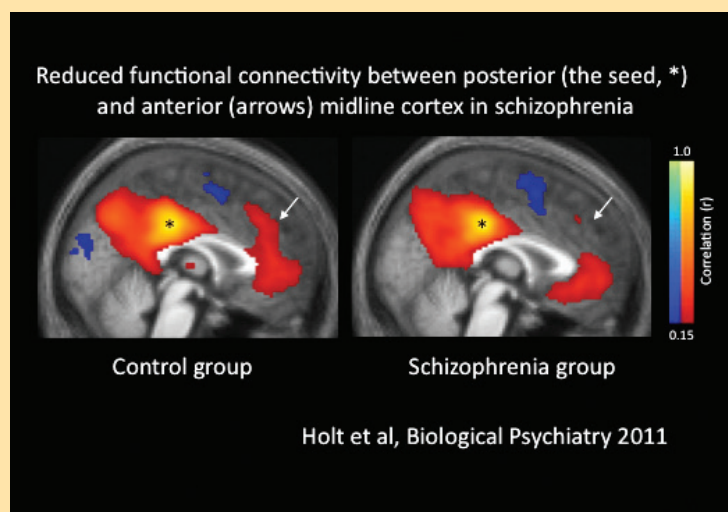 Reduced functional connectivity between posterior (the seed, *)
and anterior (arrows) midline cortex in schizophrenia
1.0
Correlation (r)
0.15
*
*
Control group
Schizophrenia group
Holt et al, Biological Psychiatry 2011